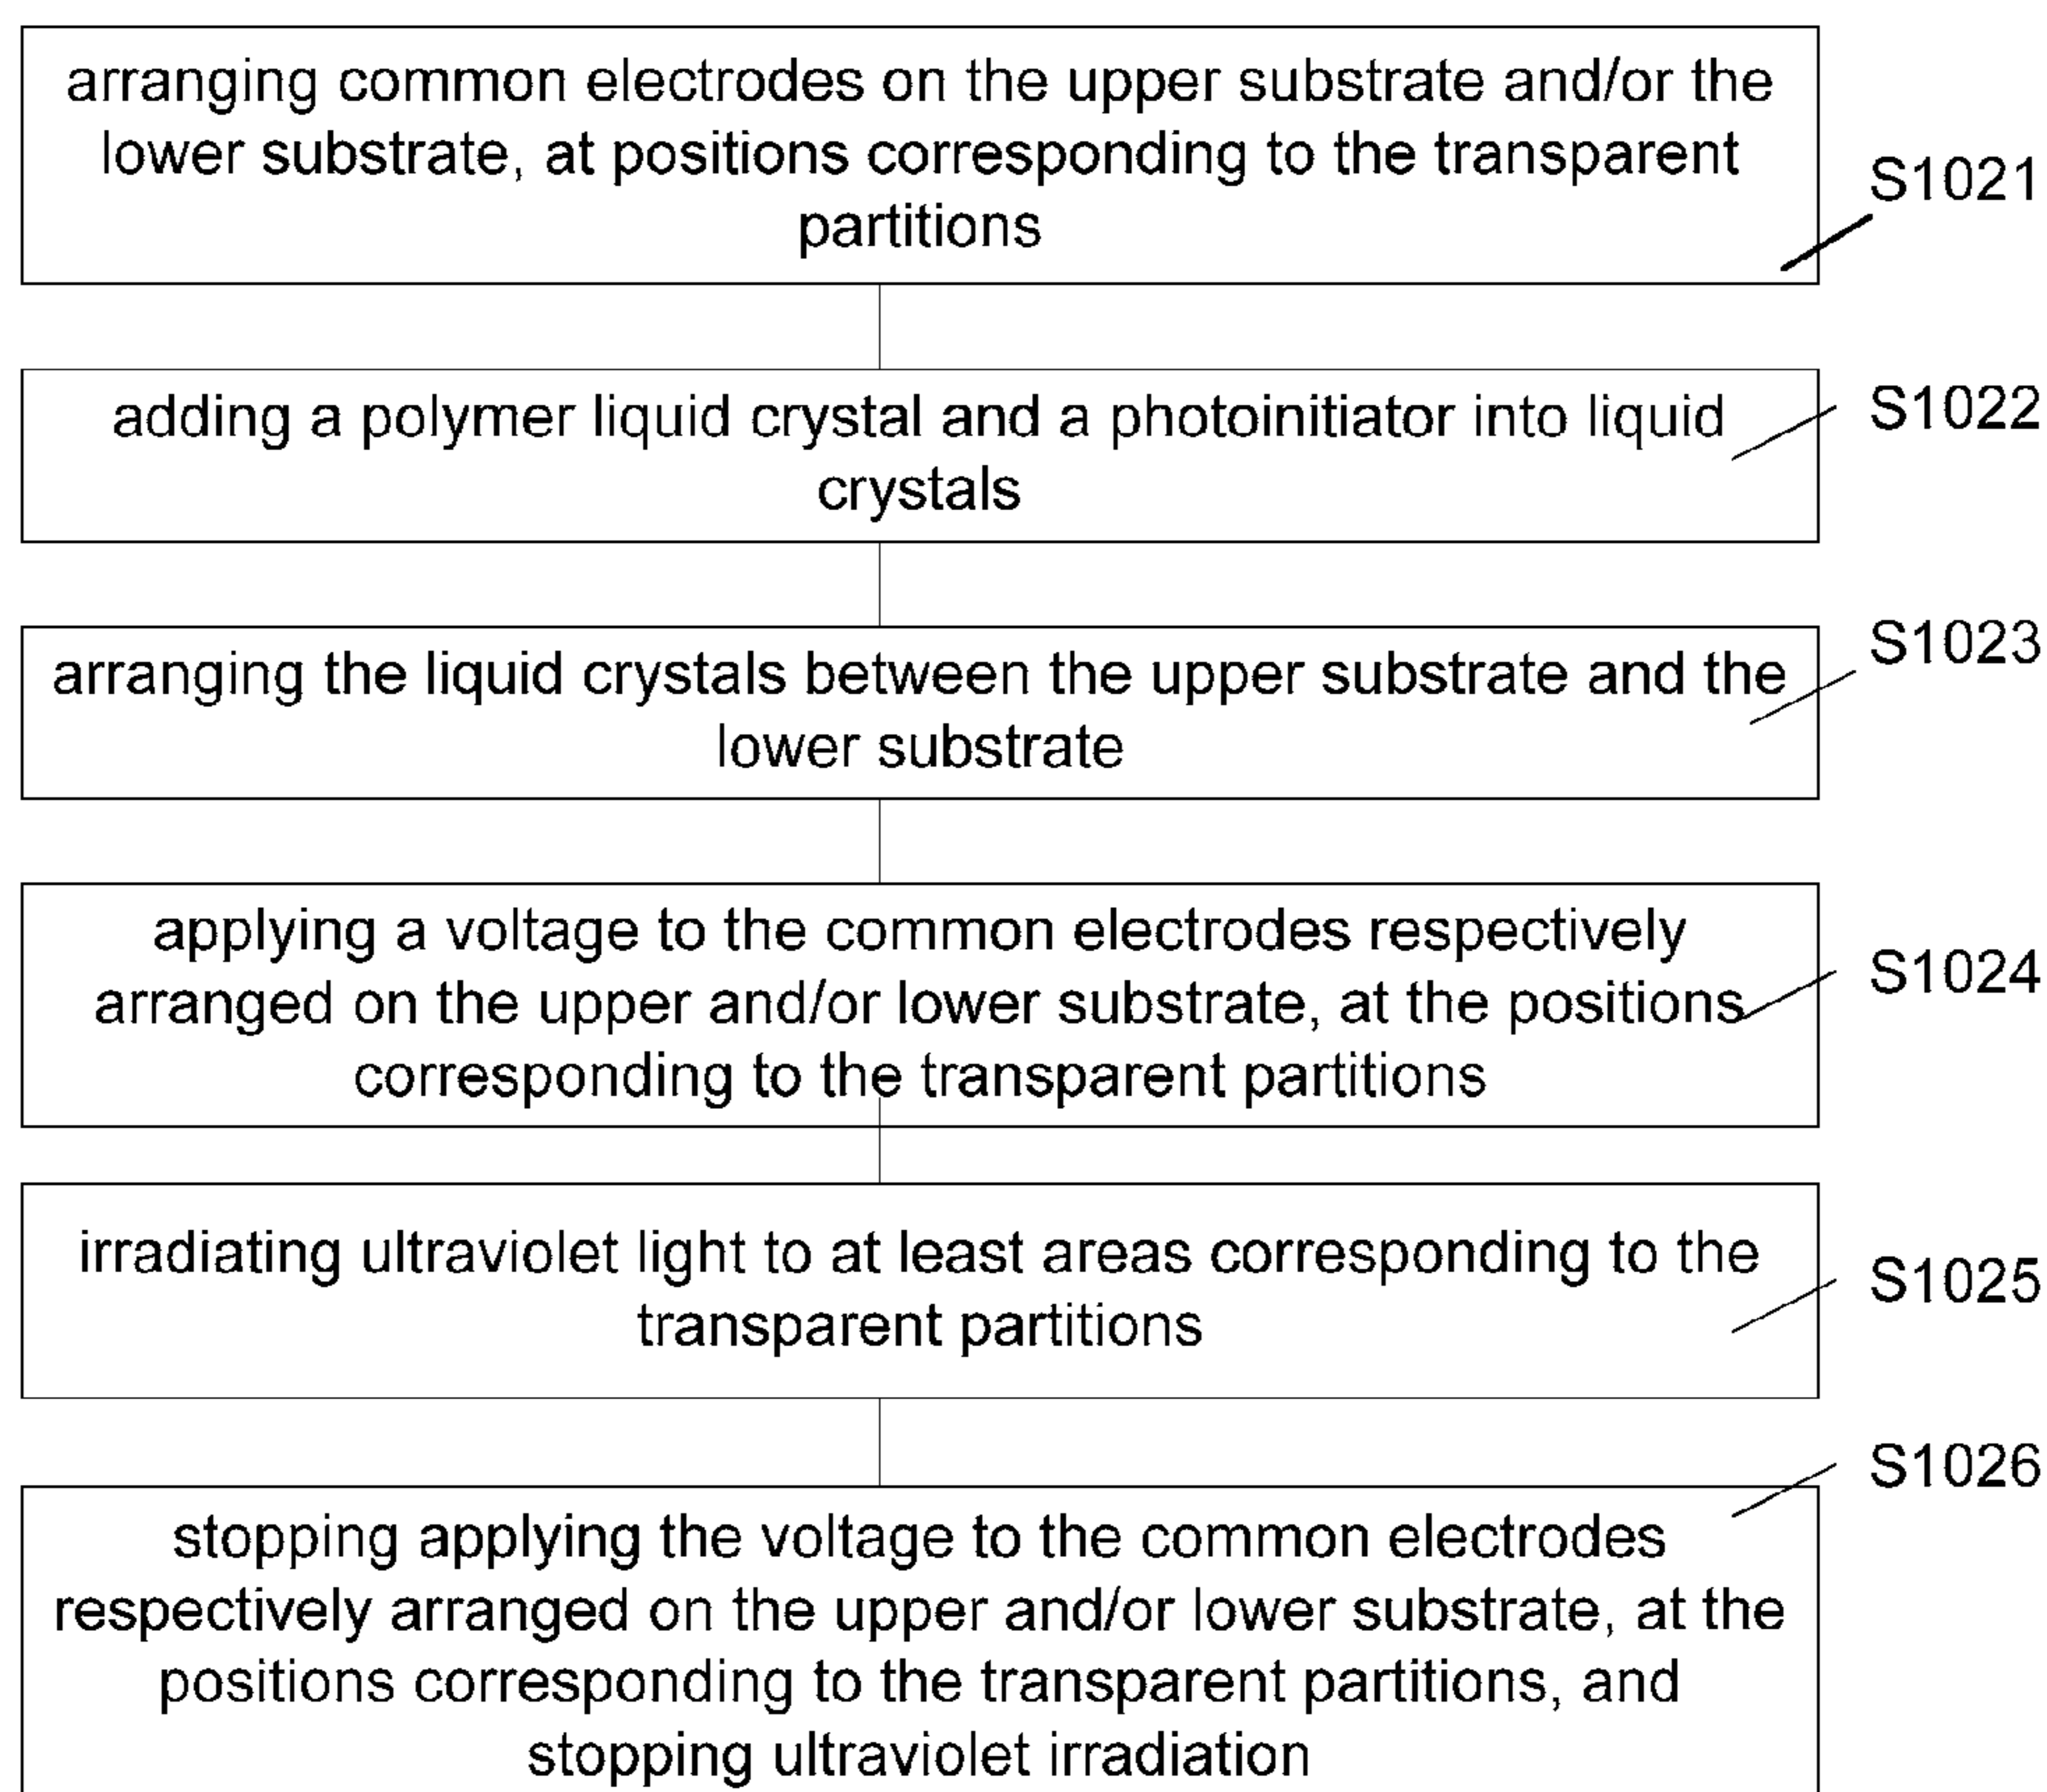 arranging common electrodes on the upper substrate and/or the
lower substrate, at positions corresponding to the transparent
partitions
S1021
adding a polymer liquid crystal and a photoinitiator into liquid
crystals
S1022
arranging the liquid crystals between the upper substrate and the
lower substrate
S1023
applying a voltage to the common electrodes respectively
arranged on the upper and/or lower substrate, at the positions
corresponding to the transparent partitions
S1024
irradiating ultraviolet light to at least areas corresponding to the
transparent partitions
S1025
stopping applying the voltage to the common electrodes
respectively arranged on the upper and/or lower substrate, at the
positions corresponding to the transparent partitions, and
stopping ultraviolet irradiation
S1026